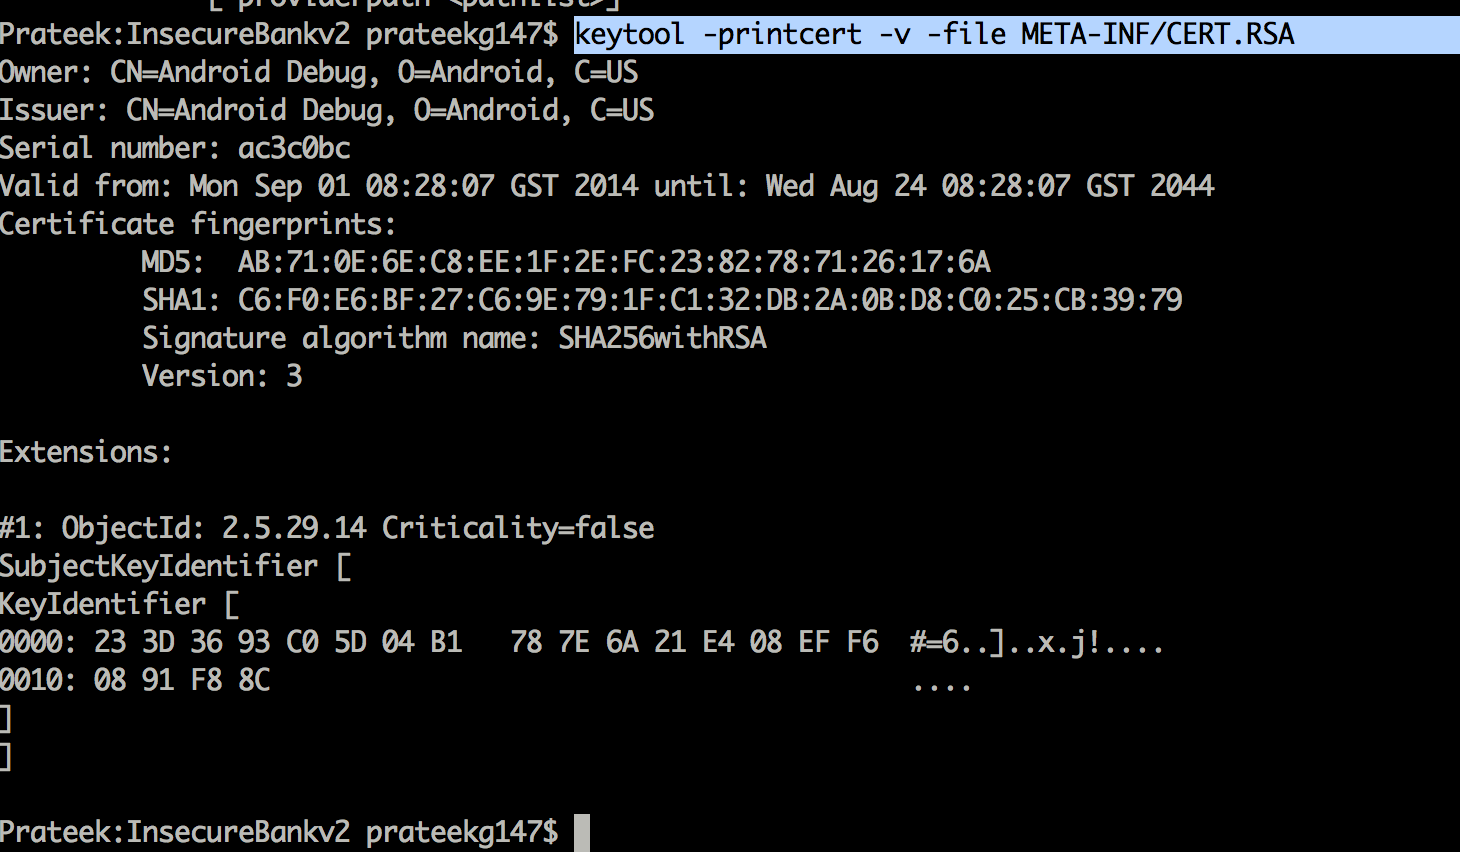 [ providerpath <pathlist>]
Prateek:InsecureBankv2 prateekg147$ keytool -printcert -v -file META-INF/CERT.RSA
Owner: CN=Android Debug, O=Android, C=US
Issuer: CN=Android Debug, O=Android, C=US
Serial number: ac3c0bc
Valid from: Mon Sep 01 08:28:07 GST 2014 until: Wed Aug 24 08:28:07 GST 2044
Certificate fingerprints:
MD5:  AB:71:0E:6E:C8:EE:1F:2E:FC:23:82:78:71:26:17:6A
SHA1: C6:F0:E6:BF:27:C6:9E:79:1F:C1:32:DB:2A:0B:D8:C0:25:CB:39:79
Signature algorithm name: SHA256withRSA
Version: 3
Extensions:
#1: ObjectId: 2.5.29.14 Criticality=false
SubjectKeyIdentifier [
KeyIdentifier [
0000: 23 3D 36 93 C0 5D 04 B1   78 7E 6A 21 E4 08 EF F6  #=6..]..x.j!....
0010: 08 91 F8 8C                                        ....
]
]
Prateek:InsecureBankv2 prateekg147$